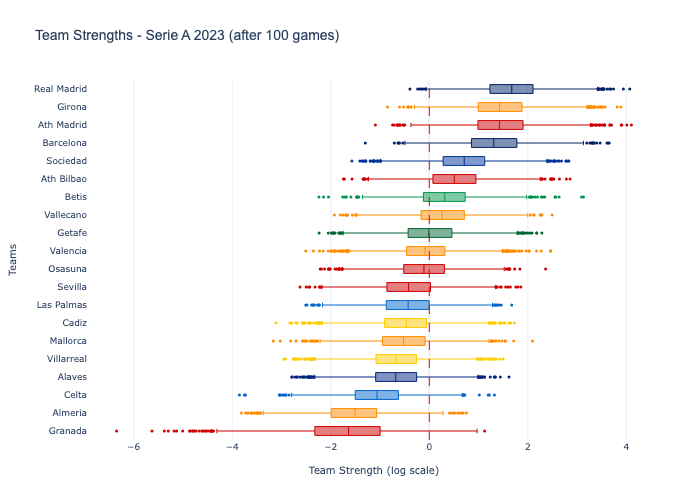 Team Strengths - Serie A 2023 (after 100 games)
Real Madrid
Girona
Ath Madrid
Barcelona
Sociedad
Ath Bilbao
Betis
Vallecano
Getafe
Valencia
Osasuna
Sevilla
Las Palmas
Cadiz
Mallorca
Villarreal
Alaves
Celta
Almeria
Granada
Teams
−6 −4 −2 0 2 4
Team Strength (log scale)